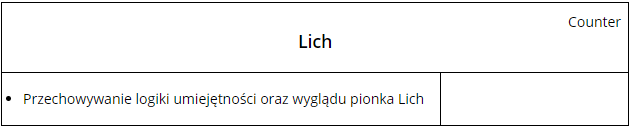 Counter
Lich
• Przechowywanie logiki umiejętności oraz wyglądu pionka Lich